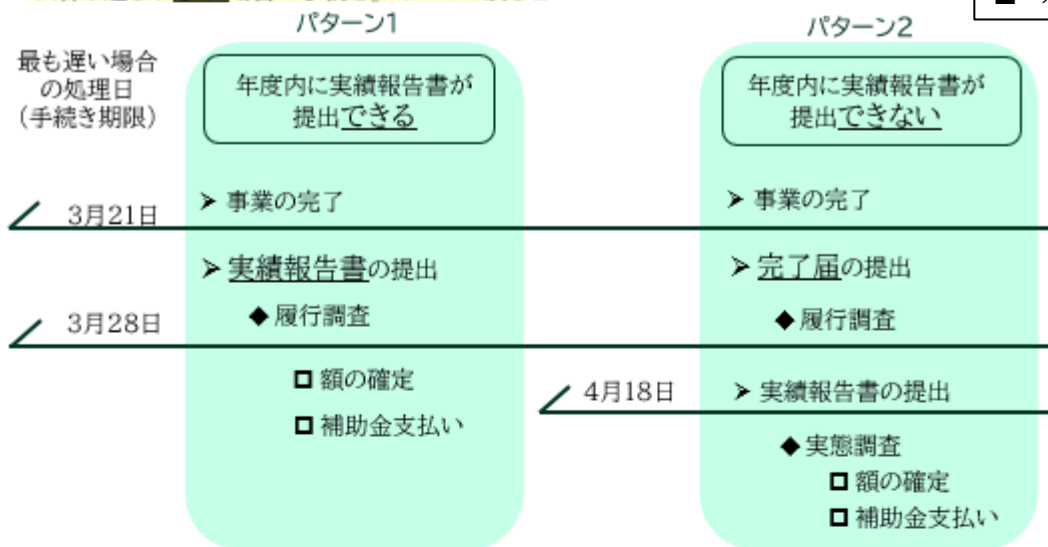 パターン1
パターン2
最も遅い場合
の処理日
(手続き期限)
年度内に実績報告書が
提出できる
年度内に実績報告書が
提出できない
3月21日
➤ 事業の完了
➤ 事業の完了
➤ 実績報告書の提出
➤ 完了届の提出
3月28日
◆ 履行調査
◆ 履行調査
額の確定
4月18日
➤ 実績報告書の提出
補助金支払い
◆ 実態調査
額の確定
補助金支払い